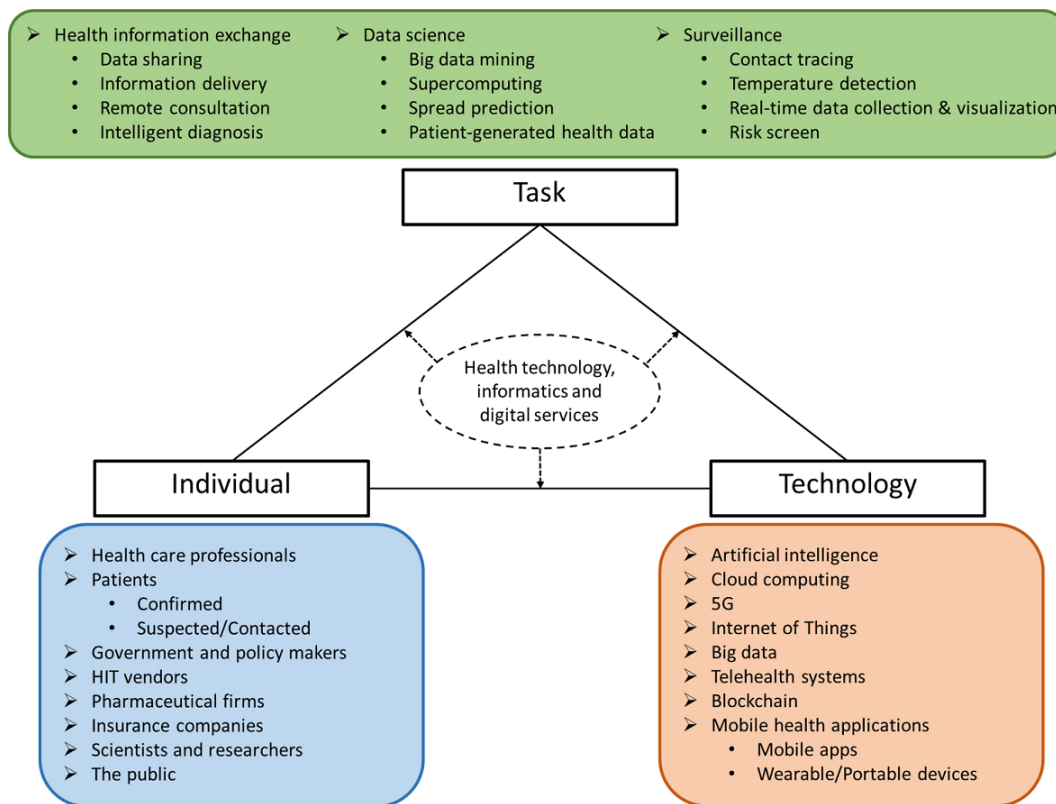 Health information exchange
Data sharing
Information delivery
Remote consultation
Intelligent diagnosis
Data science
Big data mining
Supercomputing
Spread prediction
Patient-generated health data
Surveillance
Contact tracing
Temperature detection
Real-time data collection & visualization
Risk screen
Task
Health technology,
informatics and
digital services
Individual
Technology
Health care professionals
Patients
Confirmed
Suspected/Contacted
Government and policy makers
HIT vendors
Pharmaceutical firms
Insurance companies
Scientists and researchers
The public
Artificial intelligence
Cloud computing
5G
Internet of Things
Big data
Telehealth systems
Blockchain
Mobile health applications
Mobile apps
Wearable/Portable devices